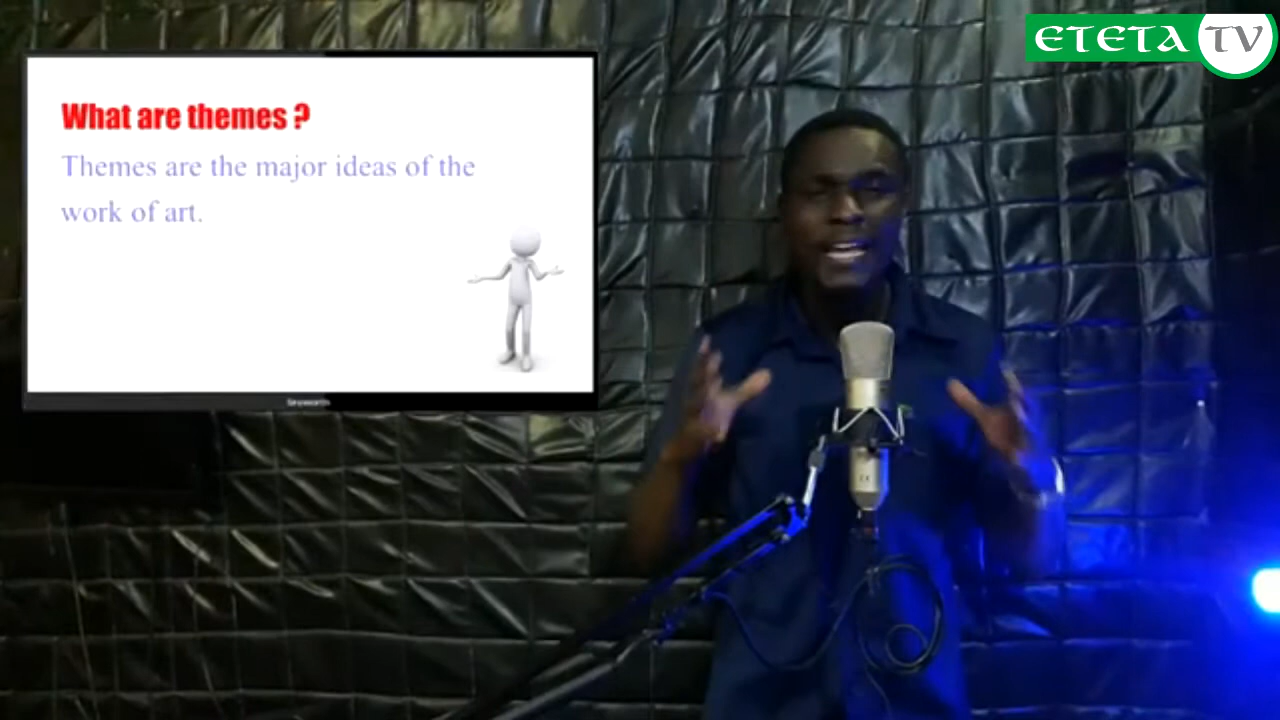 What are themes ?
Themes are the major ideas of the
work of art.
ETETA TV